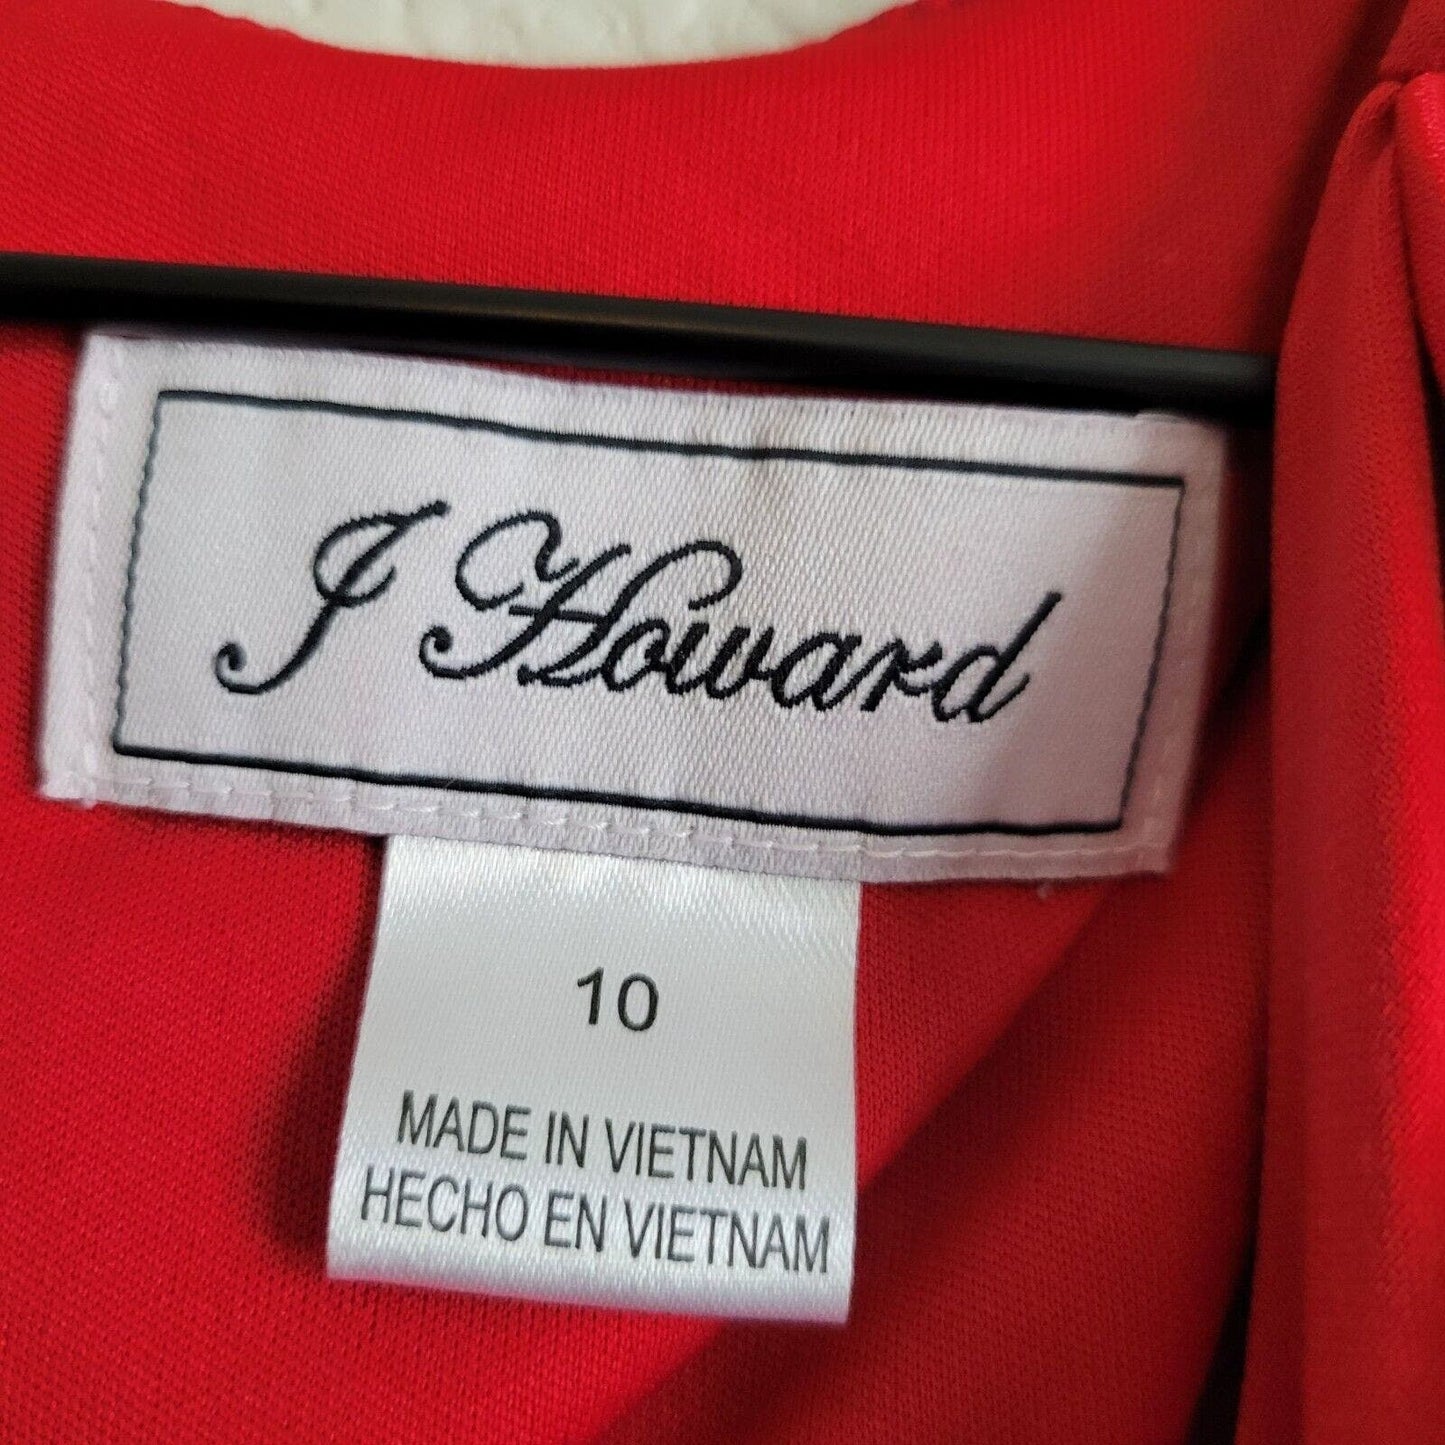 J Howard
10
MADE IN VIETNAM
HECHO EN VIETNAM